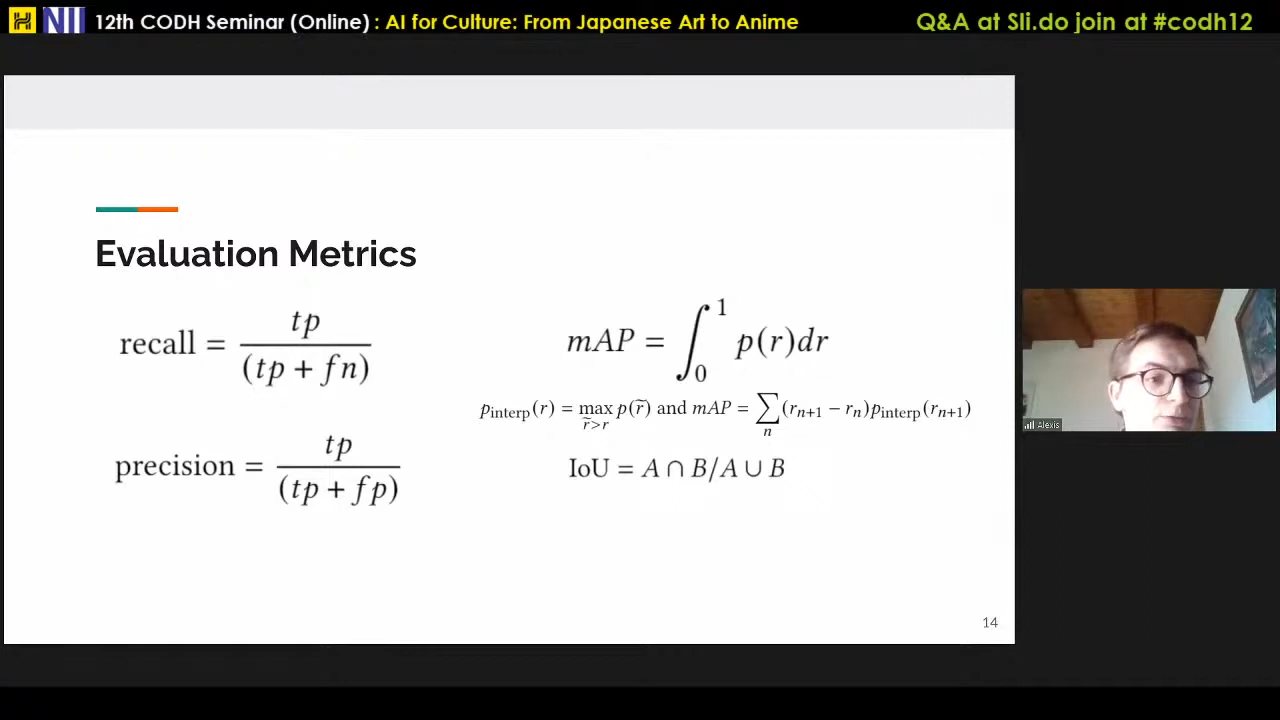 NII 12th CODH Seminar (Online) : AI for Culture: From Japanese Art to Anime
Q&A at Sli.do join at #codh12
Evaluation Metrics
recall = tp / (tp + fn)
precision = tp / (tp + fp)
mAP = ∫₀¹ p(r)dr
p_interp(r) = max_{r̃>r} p(r̃) and mAP = ∑_n (r_{n+1} − r_n)p_interp(r_{n+1})
IoU = A ∩ B/A ∪ B
14
Alexis